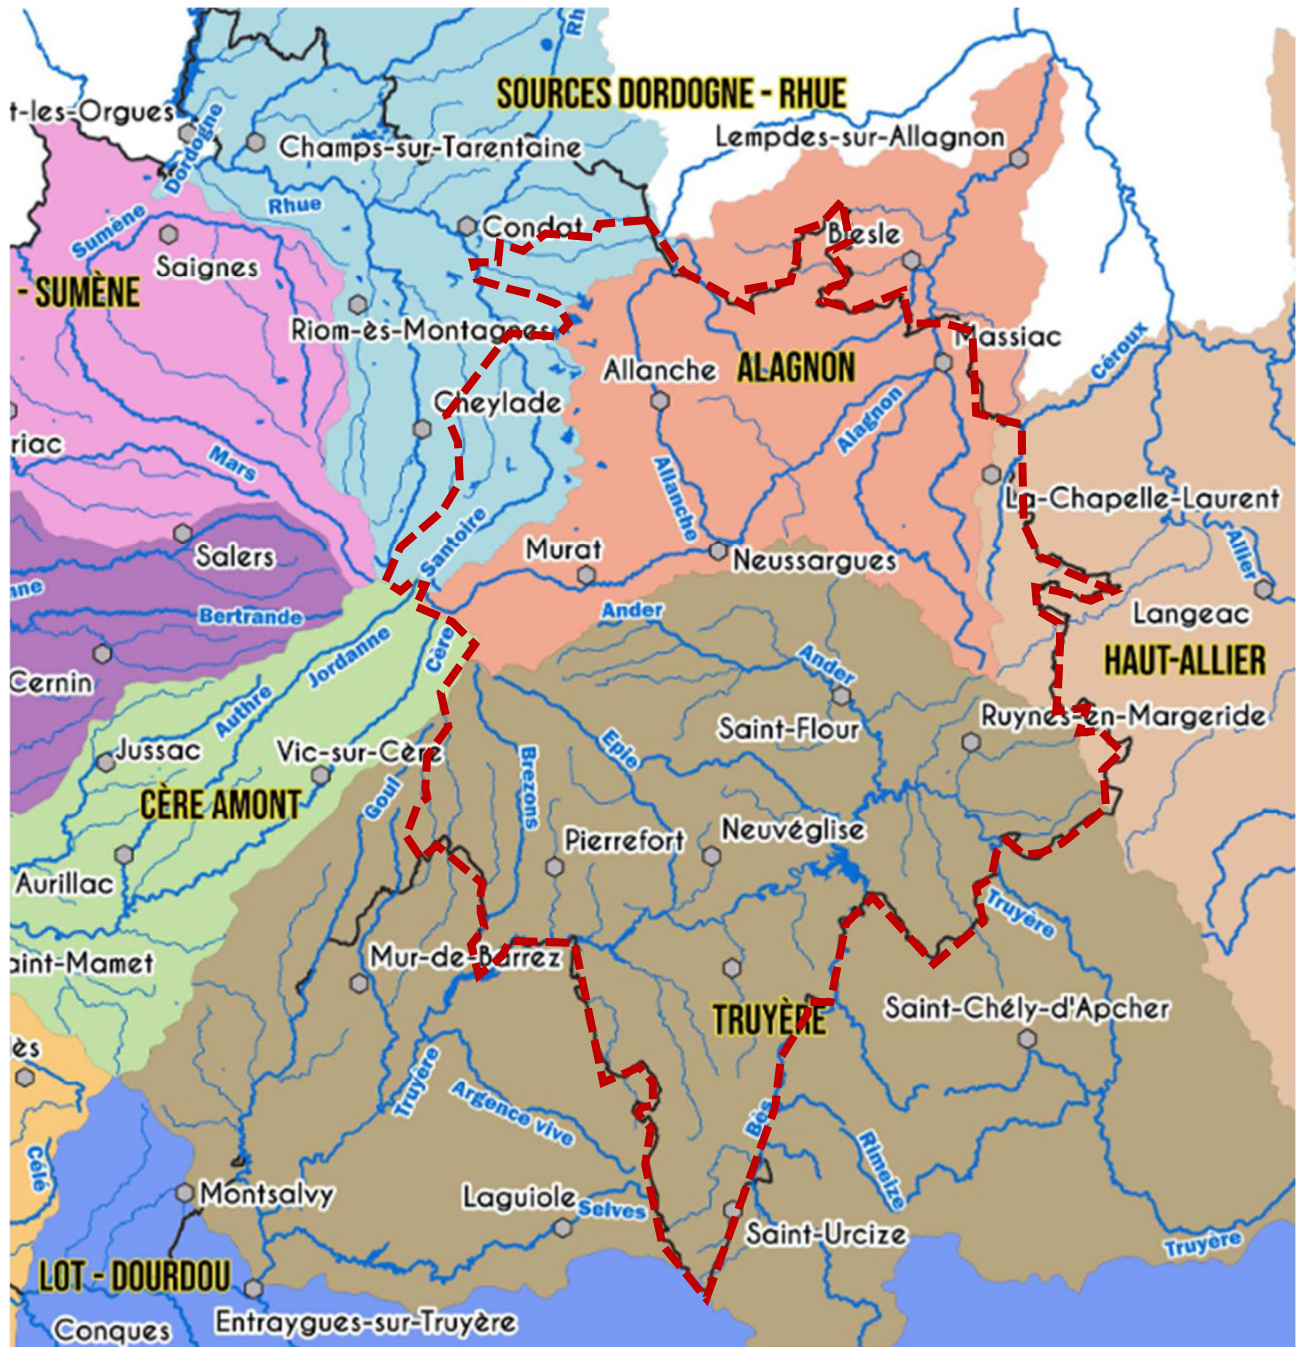 Rh
SOURCES DORDOGNE - RHUE
t-les-Orgues
Dordogne
Champs-sur-Tarentaine
Lempdes-sur-Allagnon
Rhue
Sumène
Condat
Blesle
Saignes
- SUMÈNE
Riom-ès-Montagnes
Massiac
Céroux
Allanche
ALAGNON
Cheylade
Alagnon
riac
Mars
Allanche
La-Chapelle-Laurent
Santoire
Salers
Murat
Neussargues
Allier
nne
Bertrande
Ander
Langeac
Jordanne
Cère
Cernin
Ander
HAUT-ALLIER
Authre
Saint-Flour
Ruynes-en-Margeride
Jussac
Vic-sur-Cère
Epie
Goul
Brezons
CÈRE AMONT
Pierrefort
Neuvéglise
Aurillac
Truyère
aint-Mamet
Mur-de-Barrez
TRUYÈRE
Saint-Chély-d'Apcher
ès
Truyère
Argence vive
Bès
Rimeize
Célé
Montsalvy
Laguiole
Selves
Saint-Urcize
Truyère
LOT - DOURDOU
Entraygues-sur-Truyère
Conques